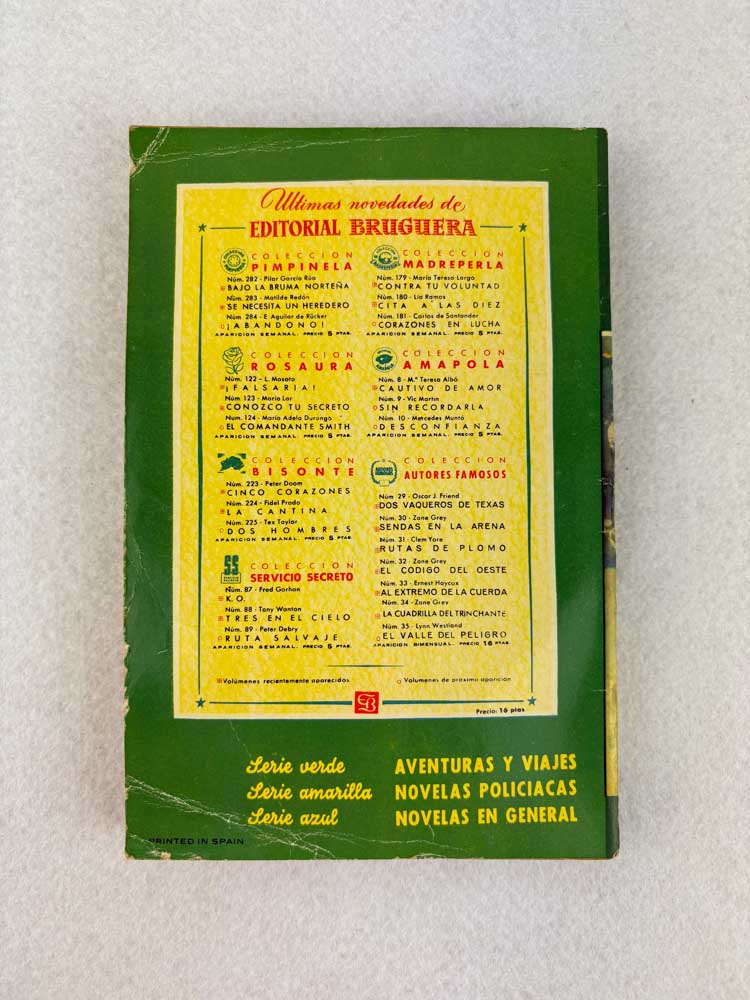 Ultimas novedades de
EDITORIAL BRUGUERA
COLECCION
PIMPINELA
Núm. 282 - Pilar García Rúa
BAJO LA BRUMA NORTEÑA
Núm. 283 - Matilde Redón
SE NECESITA UN HEREDERO
Núm 284 - E. Aguilar de Rücker
¡ABANDONO!
APARICION SEMANAL. PRECIO 5 PTAS.
COLECCION
ROSAURA
Núm. 122 - L. Masota
¡FALSARIA!
Núm 123 - María Lar
CONOZCO TU SECRETO
Num. 124 - María Adela Durango
EL COMANDANTE SMITH
APARICION SEMANAL. PRECIO 5 PTAS.
COLECCION
BISONTE
Núm. 223 - Peter Doom
CINCO CORAZONES
Núm. 224 - Fidel Prado
LA CANTINA
Núm. 225 - Tex Taylor
DOS HOMBRES
APARICION SEMANAL. PRECIO 5 PTAS.
SS
COLECCION
SERVICIO SECRETO
Núm. 87 - Fred Garhan
K. O.
Núm. 88 - Tony Wanton
TRES EN EL CIELO
Núm. 89 - Peter Debry
RUTA SALVAJE
APARICION SEMANAL. PRECIO 5 PTAS.
COLECCION
MADREPERLA
Núm. 179 - María Teresa Largo
CONTRA TU VOLUNTAD
Núm. 180 - Lia Ramos
CITA A LAS DIEZ
Núm. 181 - Carlos de Santander
CORAZONES EN LUCHA
APARICION SEMANAL. PRECIO 5 PTAS.
COLECCION
AMAPOLA
Núm. 8 - M.ª Teresa Albó
CAUTIVO DE AMOR
Núm. 9 - Vic Martin
SIN RECORDARLA
Núm. 10 - Mercedes Muntó
DESCONFIANZA
APARICION SEMANAL. PRECIO 5 PTAS.
COLECCION
AUTORES FAMOSOS
Núm 29 - Oscar J. Friend
DOS VAQUEROS DE TEXAS
Núm. 30 - Zane Grey
SENDAS EN LA ARENA
Núm. 31 - Clem Yore
RUTAS DE PLOMO
Núm. 32 - Zane Grey
EL CODIGO DEL OESTE
Núm. 33 - Ernest Haycox
AL EXTREMO DE LA CUERDA
Núm. 34 - Zane Grey
LA CUADRILLA DEL TRINCHANTE
Núm. 35 - Lynn Westland
EL VALLE DEL PELIGRO
APARICION BIMENSUAL. PRECIO 16 PTAS.
Volúmenes recientemente aparecidos
Volumenes de próxima aparición
EB
Precio: 16 ptas
Serie verde AVENTURAS Y VIAJES
Serie amarilla NOVELAS POLICIACAS
Serie azul NOVELAS EN GENERAL
PRINTED IN SPAIN